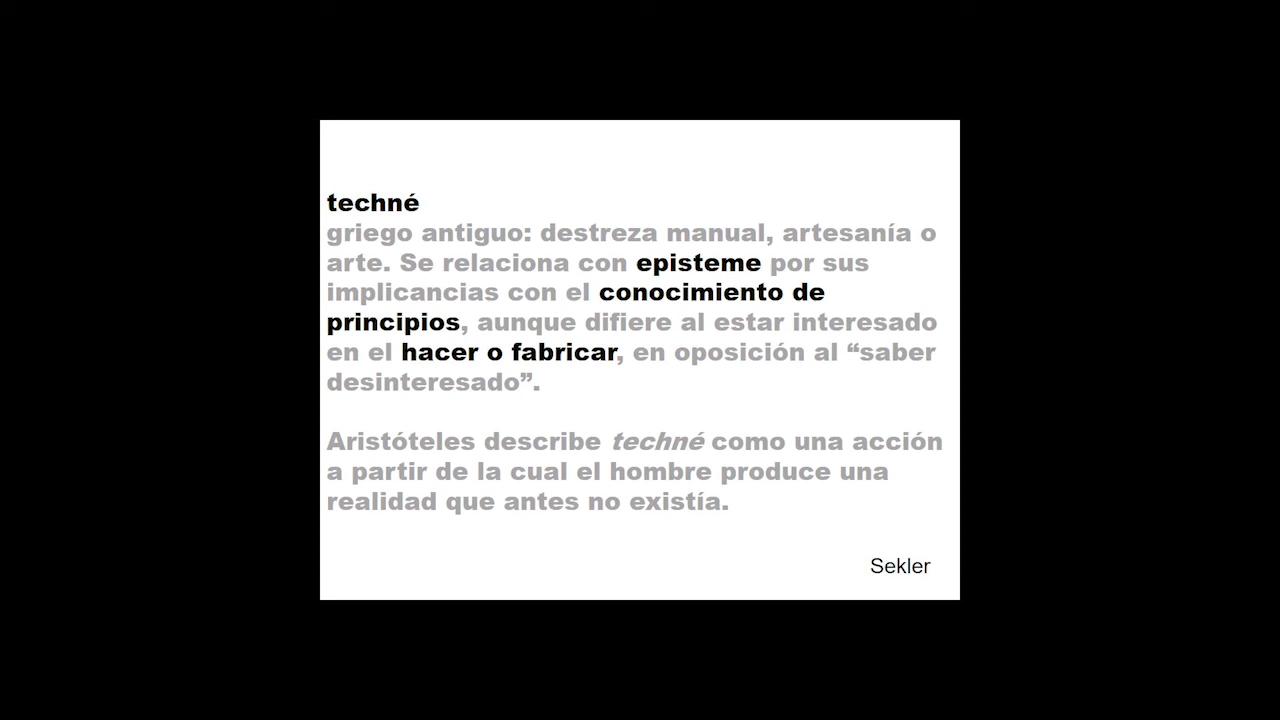 techné
griego antiguo: destreza manual, artesanía o
arte. Se relaciona con episteme por sus
implicancias con el conocimiento de
principios, aunque difiere al estar interesado
en el hacer o fabricar, en oposición al “saber
desinteresado”.
Aristóteles describe techné como una acción
a partir de la cual el hombre produce una
realidad que antes no existía.
Sekler